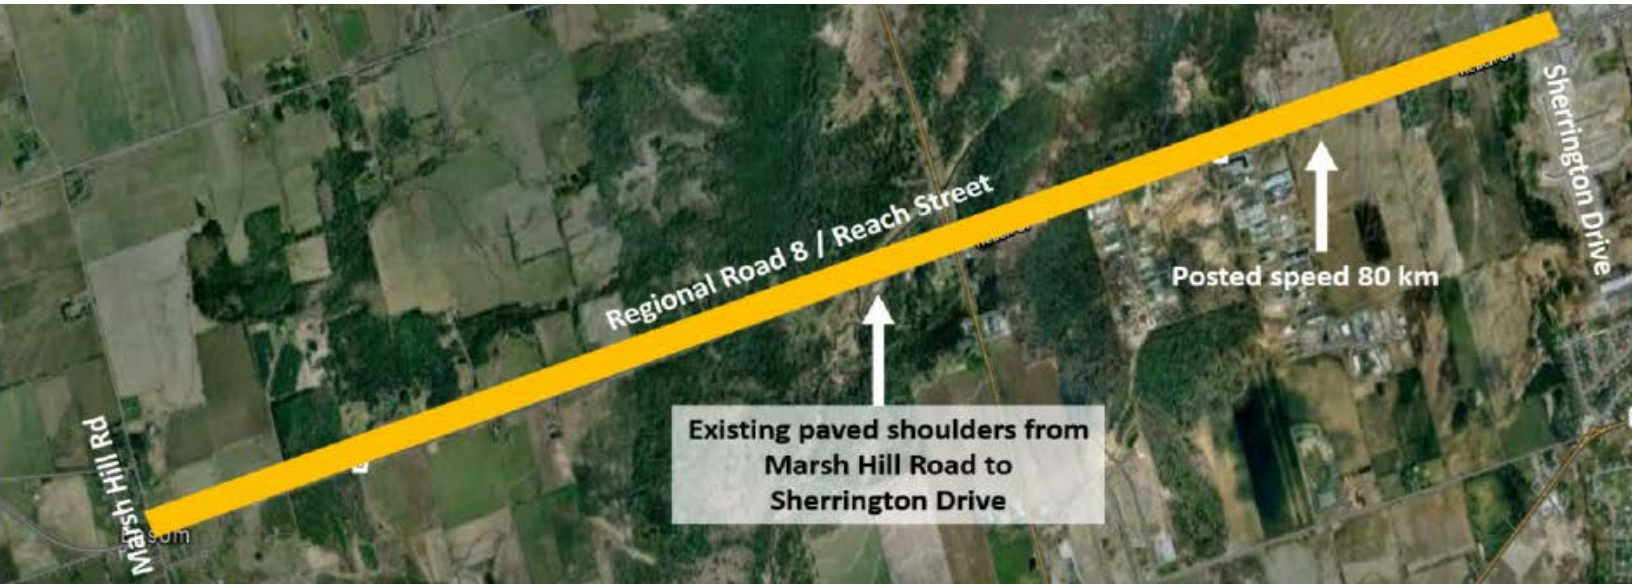 Sherrington Drive
Regional Road 8 / Reach Street
Posted speed 80 km
Existing paved shoulders from
Marsh Hill Road to
Sherrington Drive
Marsh Hill Rd